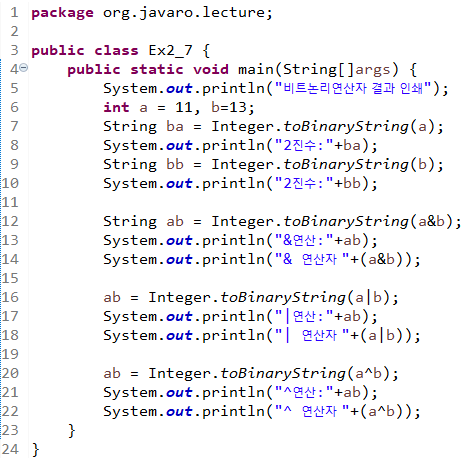 1 package org.javaro.lecture;
2
3 public class Ex2_7 {
4 public static void main(String[]args) {
5 System.out.println("비트논리연산자 결과 인쇄");
6 int a = 11, b=13;
7 String ba = Integer.toBinaryString(a);
8 System.out.println("2진수:"+ba);
9 String bb = Integer.toBinaryString(b);
10 System.out.println("2진수:"+bb);
11
12 String ab = Integer.toBinaryString(a&b);
13 System.out.println("&연산:"+ab);
14 System.out.println("& 연산자 "+(a&b));
15
16 ab = Integer.toBinaryString(a|b);
17 System.out.println("|연산:"+ab);
18 System.out.println("| 연산자 "+(a|b));
19
20 ab = Integer.toBinaryString(a^b);
21 System.out.println("^연산:"+ab);
22 System.out.println("^ 연산자 "+(a^b));
23 }
24 }